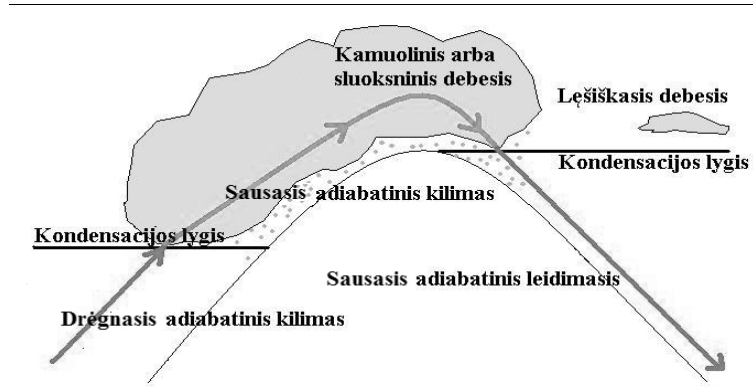 Kamuolinis arba
sluoksninis debesis
Lęšiškasis debesis
Kondensacijos lygis
Sausasis adiabatinis kilimas
Kondensacijos lygis
Sausasis adiabatinis leidimasis
Drėgnasis adiabatinis kilimas